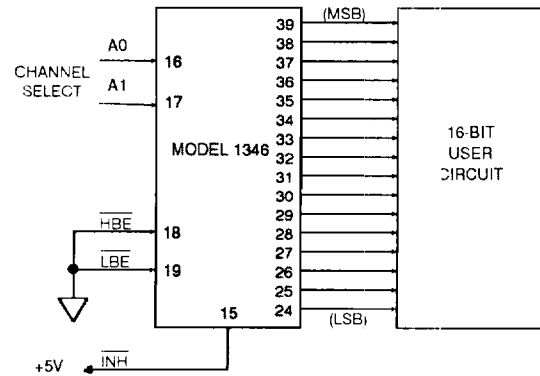 A0
CHANNEL
SELECT
A1
16
17
MODEL 1346
HBE
18
LBE
19
15
+5V
INH
39
38
37
36
35
34
33
32
31
30
29
28
27
26
25
24
(MSB)
(LSB)
16-BIT
USER
CIRCUIT